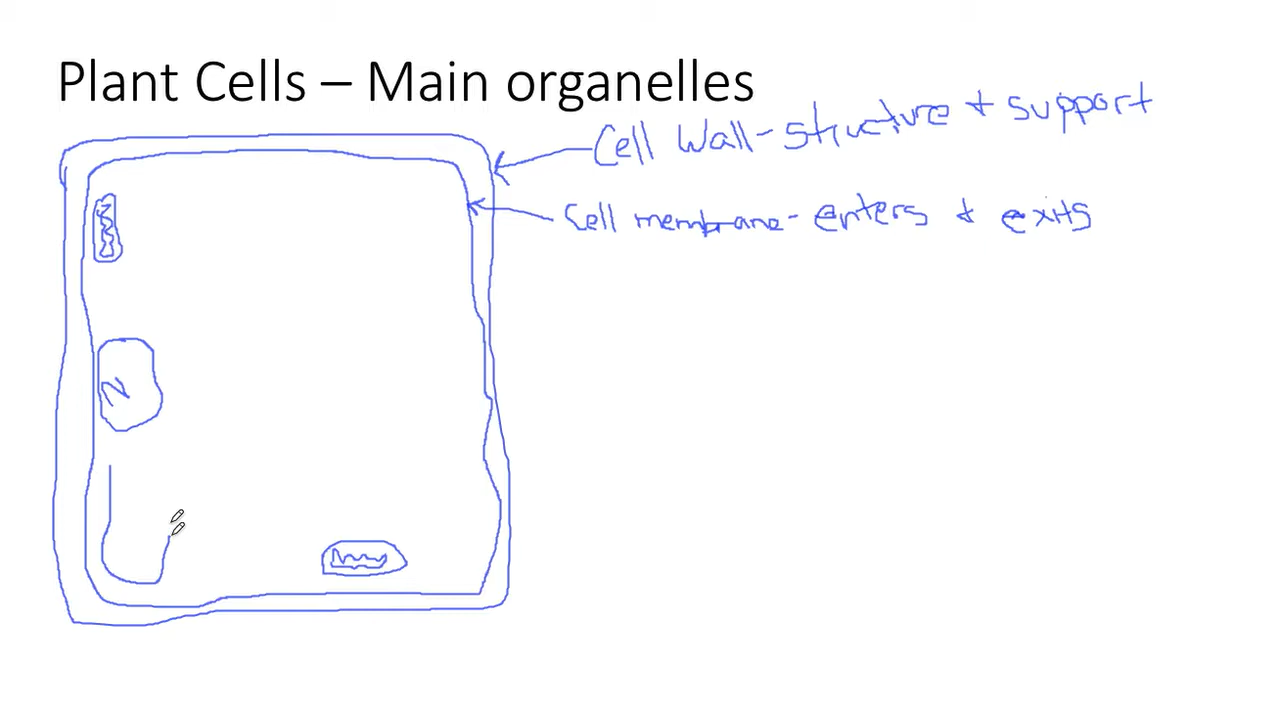 Plant Cells – Main organelles
Cell Wall - structure + support
Cell membrane - enters + exits
N